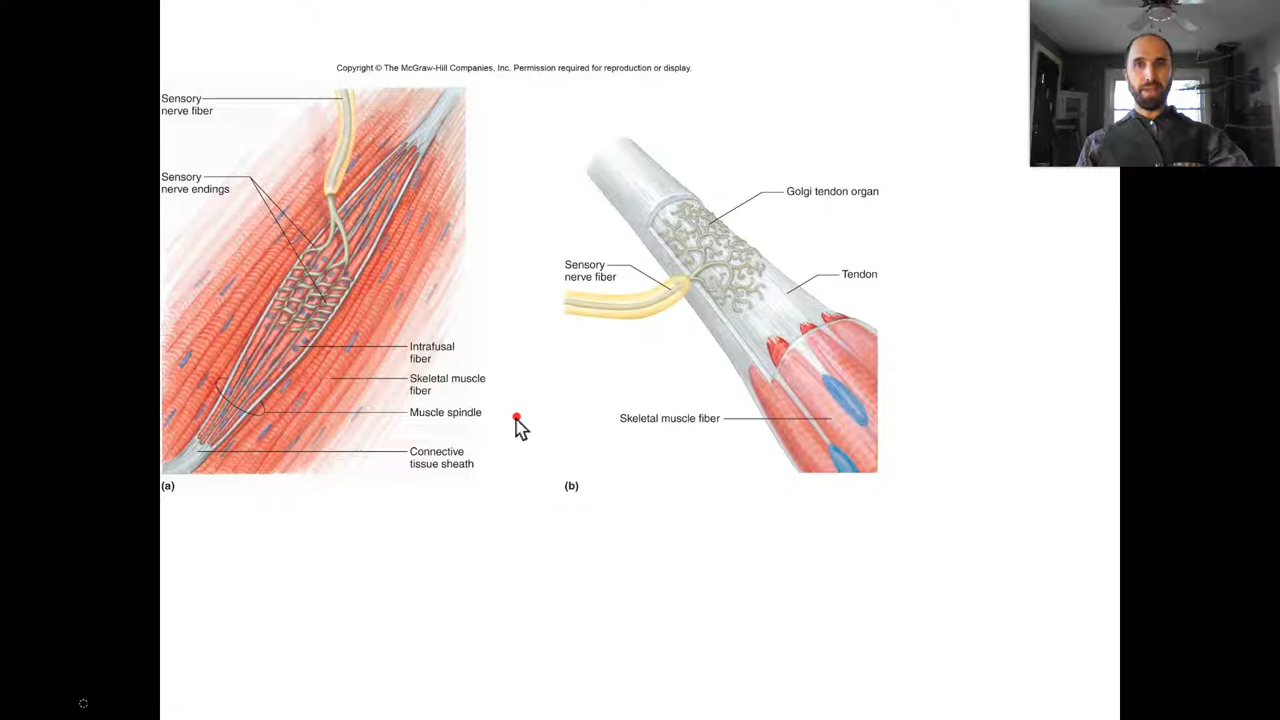 Copyright © The McGraw-Hill Companies, Inc. Permission required for reproduction or display.
Sensory
nerve fiber
Sensory
nerve endings
Intrafusal
fiber
Skeletal muscle
fiber
Muscle spindle
Connective
tissue sheath
(a)
Golgi tendon organ
Sensory
nerve fiber
Tendon
Skeletal muscle fiber
(b)